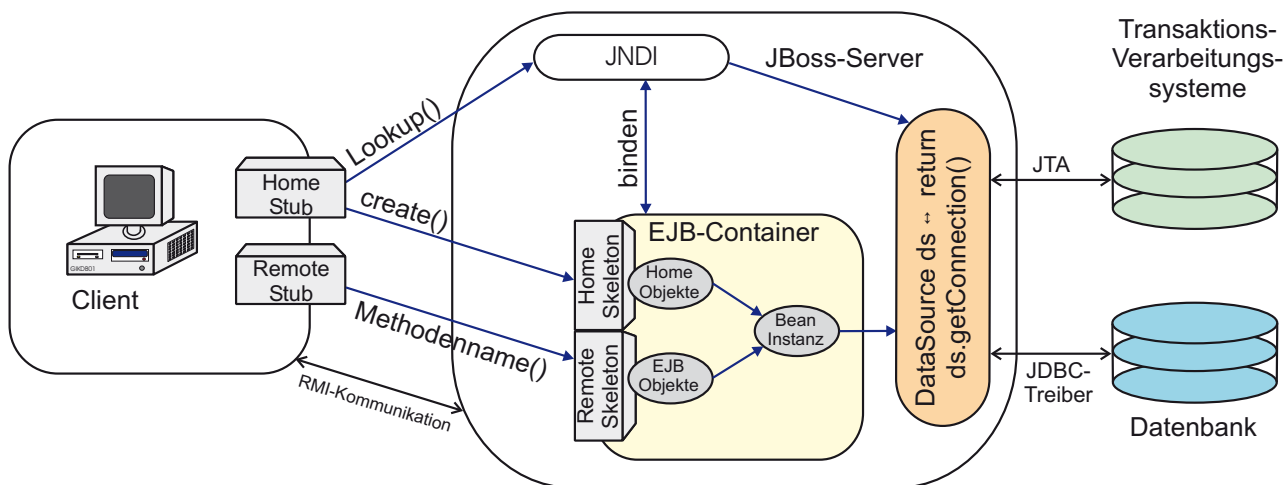 Transaktions-
Verarbeitungs-
systeme
JNDI
JBoss-Server
Lookup()
binden
Home
Stub
create()
Remote
Stub
Methodenname()
Client
GIKD801
RMI-Kommunikation
EJB-Container
Home
Skeleton
Home
Objekte
Bean
Instanz
Remote
Skeleton
EJB
Objekte
DataSource ds ↔ return
ds.getConnection()
JTA
JDBC-
Treiber
Datenbank